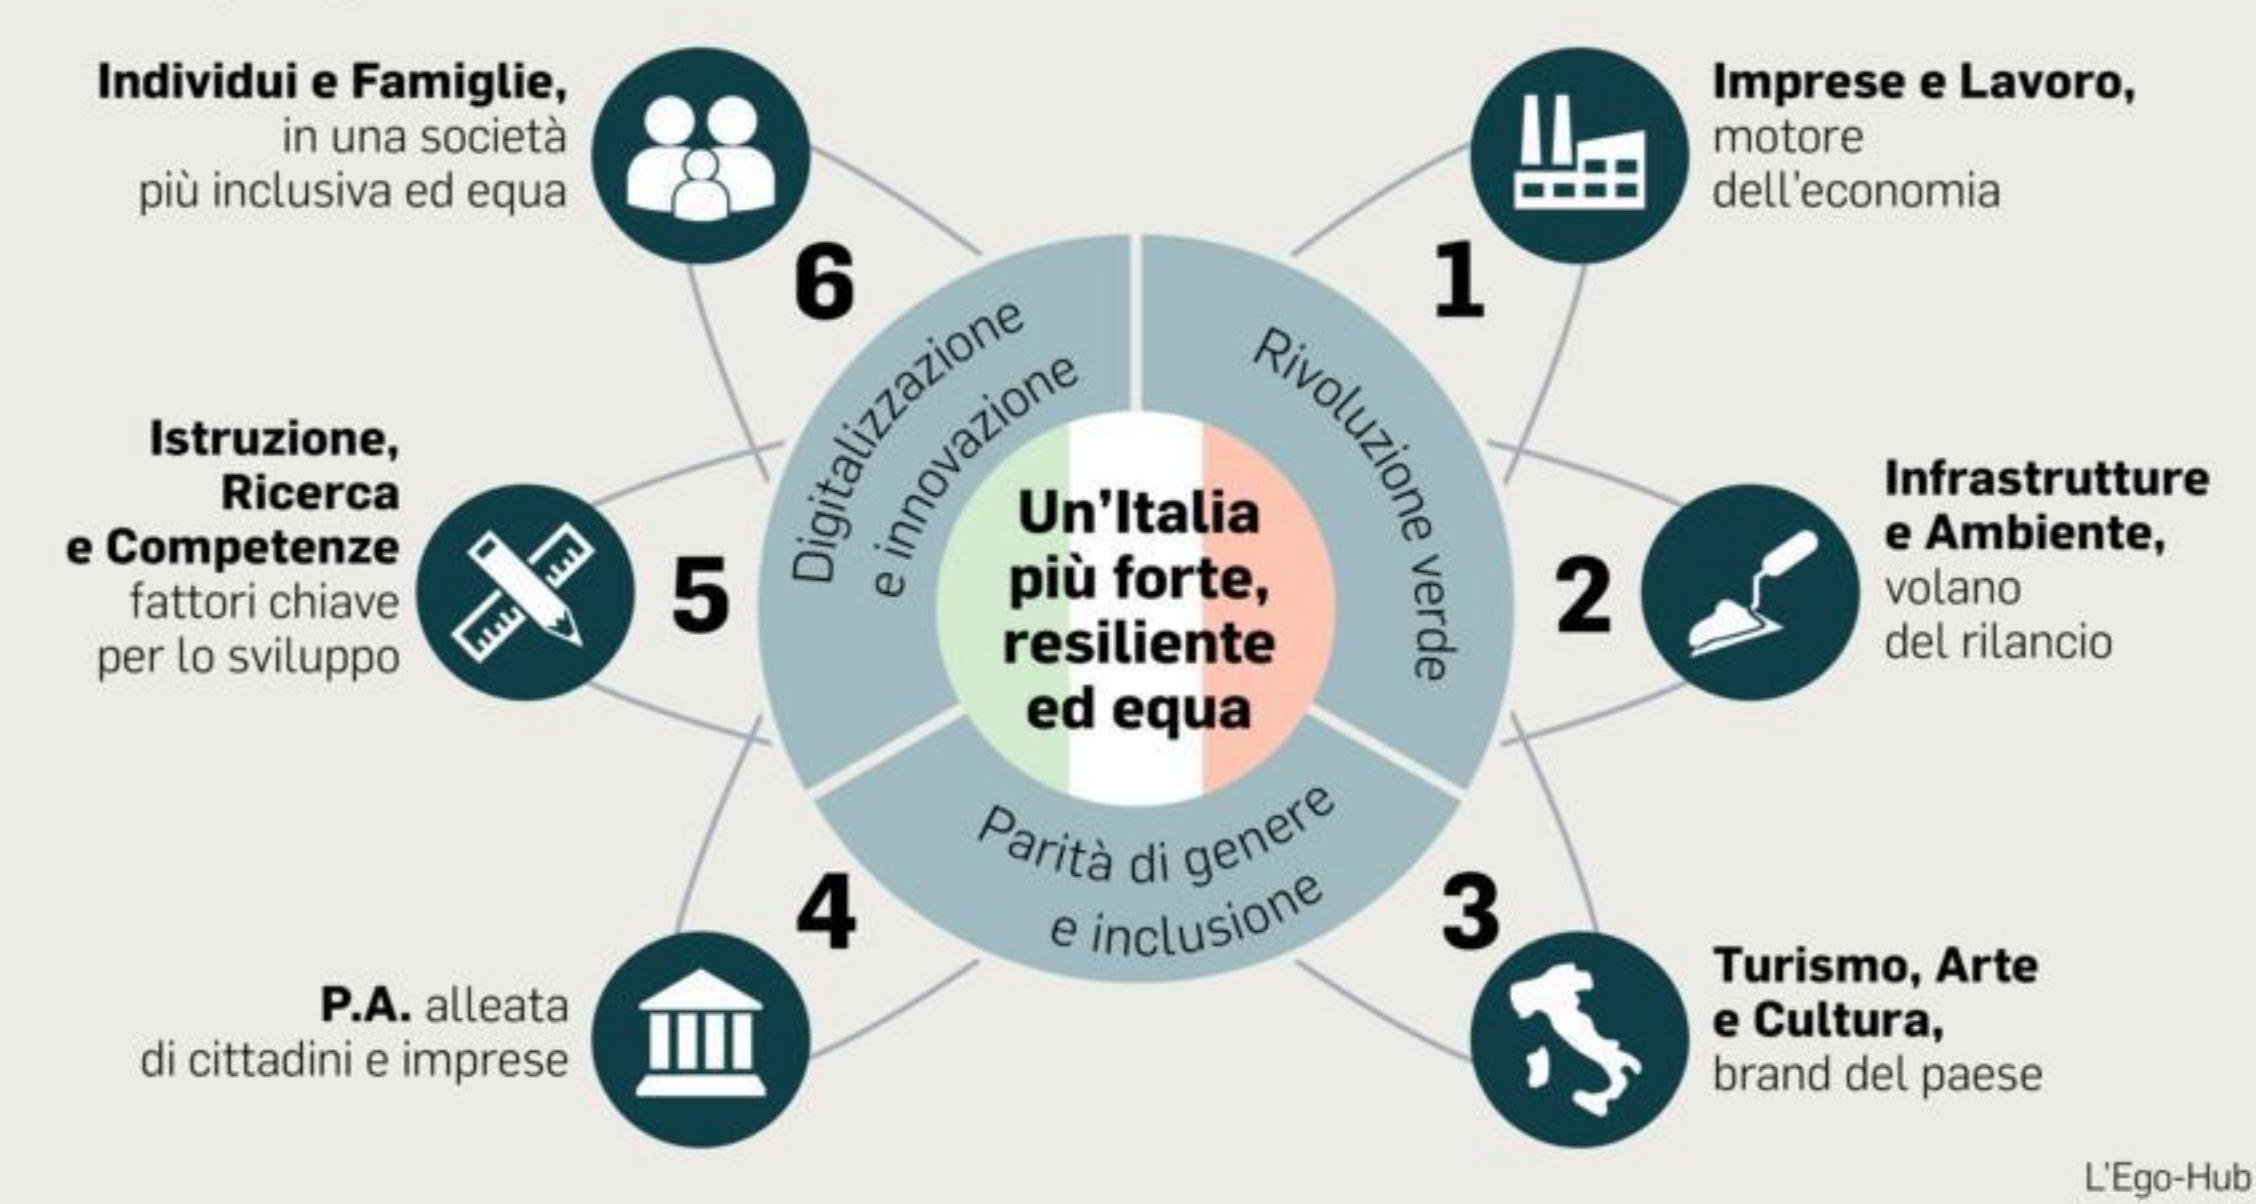 Individui e Famiglie,
in una società
più inclusiva ed equa
6
Imprese e Lavoro,
motore
dell'economia
1
Istruzione,
Ricerca
e Competenze
fattori chiave
per lo sviluppo
5
Digitalizzazione
e innovazione
Rivoluzione verde
Un'Italia
più forte,
resiliente
ed equa
Parità di genere
e inclusione
2
Infrastrutture
e Ambiente,
volano
del rilancio
4
P.A. alleata
di cittadini e imprese
3
Turismo, Arte
e Cultura,
brand del paese
L'Ego-Hub